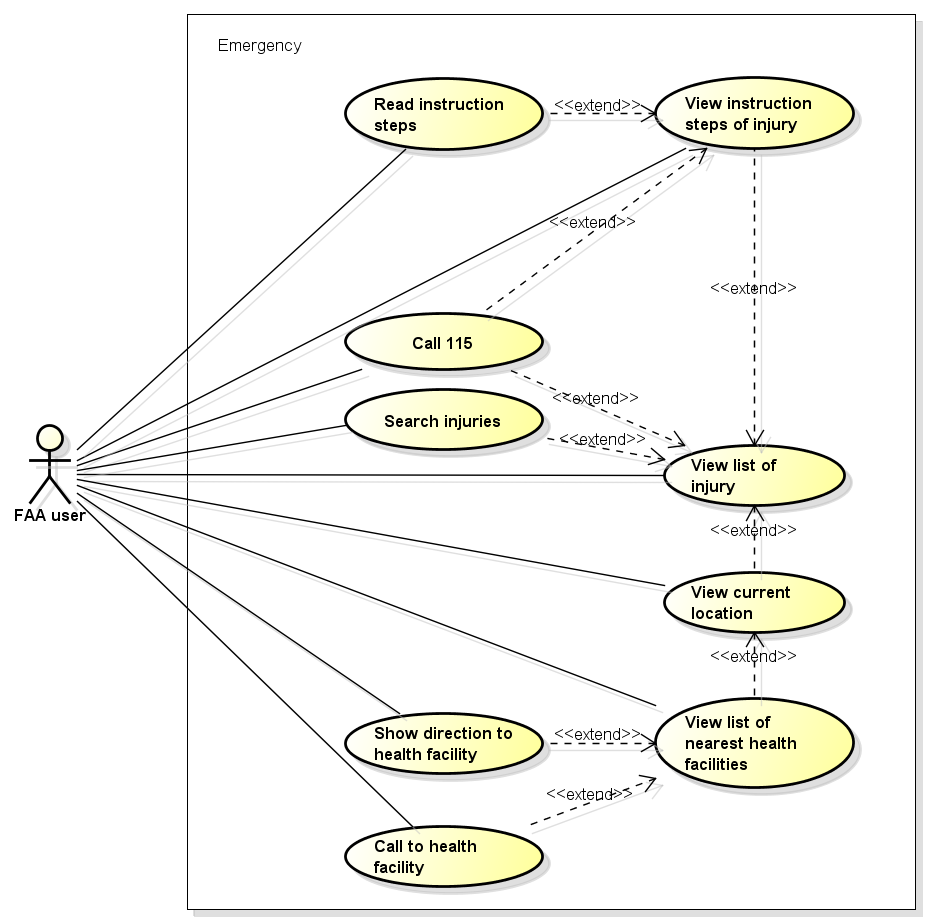 Emergency
Read instruction
steps
<<extend>>
View instruction
steps of injury
<<extend>>
<<extend>>
Call 115
<<extend>>
Search injuries
<<extend>>
View list of
injury
FAA user
<<extend>>
View current
location
<<extend>>
View list of
nearest health
facilities
Show direction to
health facility
<<extend>>
<<extend>>
Call to health
facility